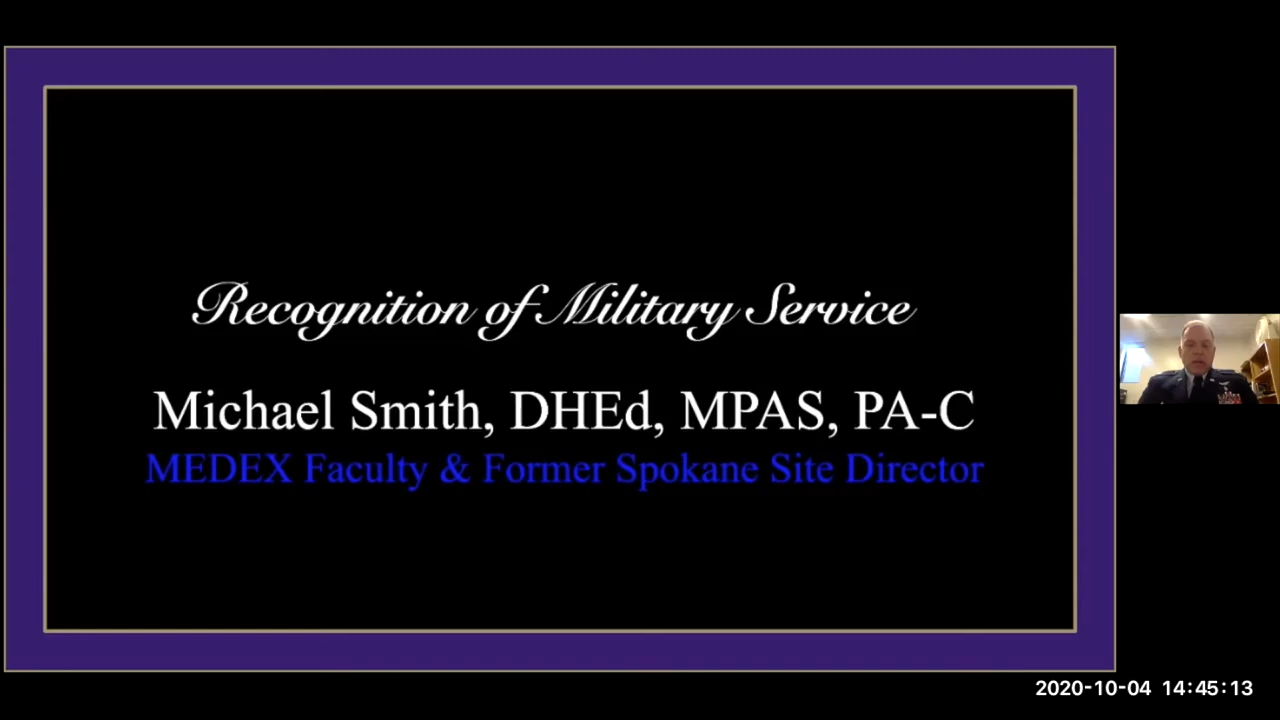 Recognition of Military Service
Michael Smith, DHEd, MPAS, PA-C
MEDEX Faculty & Former Spokane Site Director
2020-10-04 14:45:13